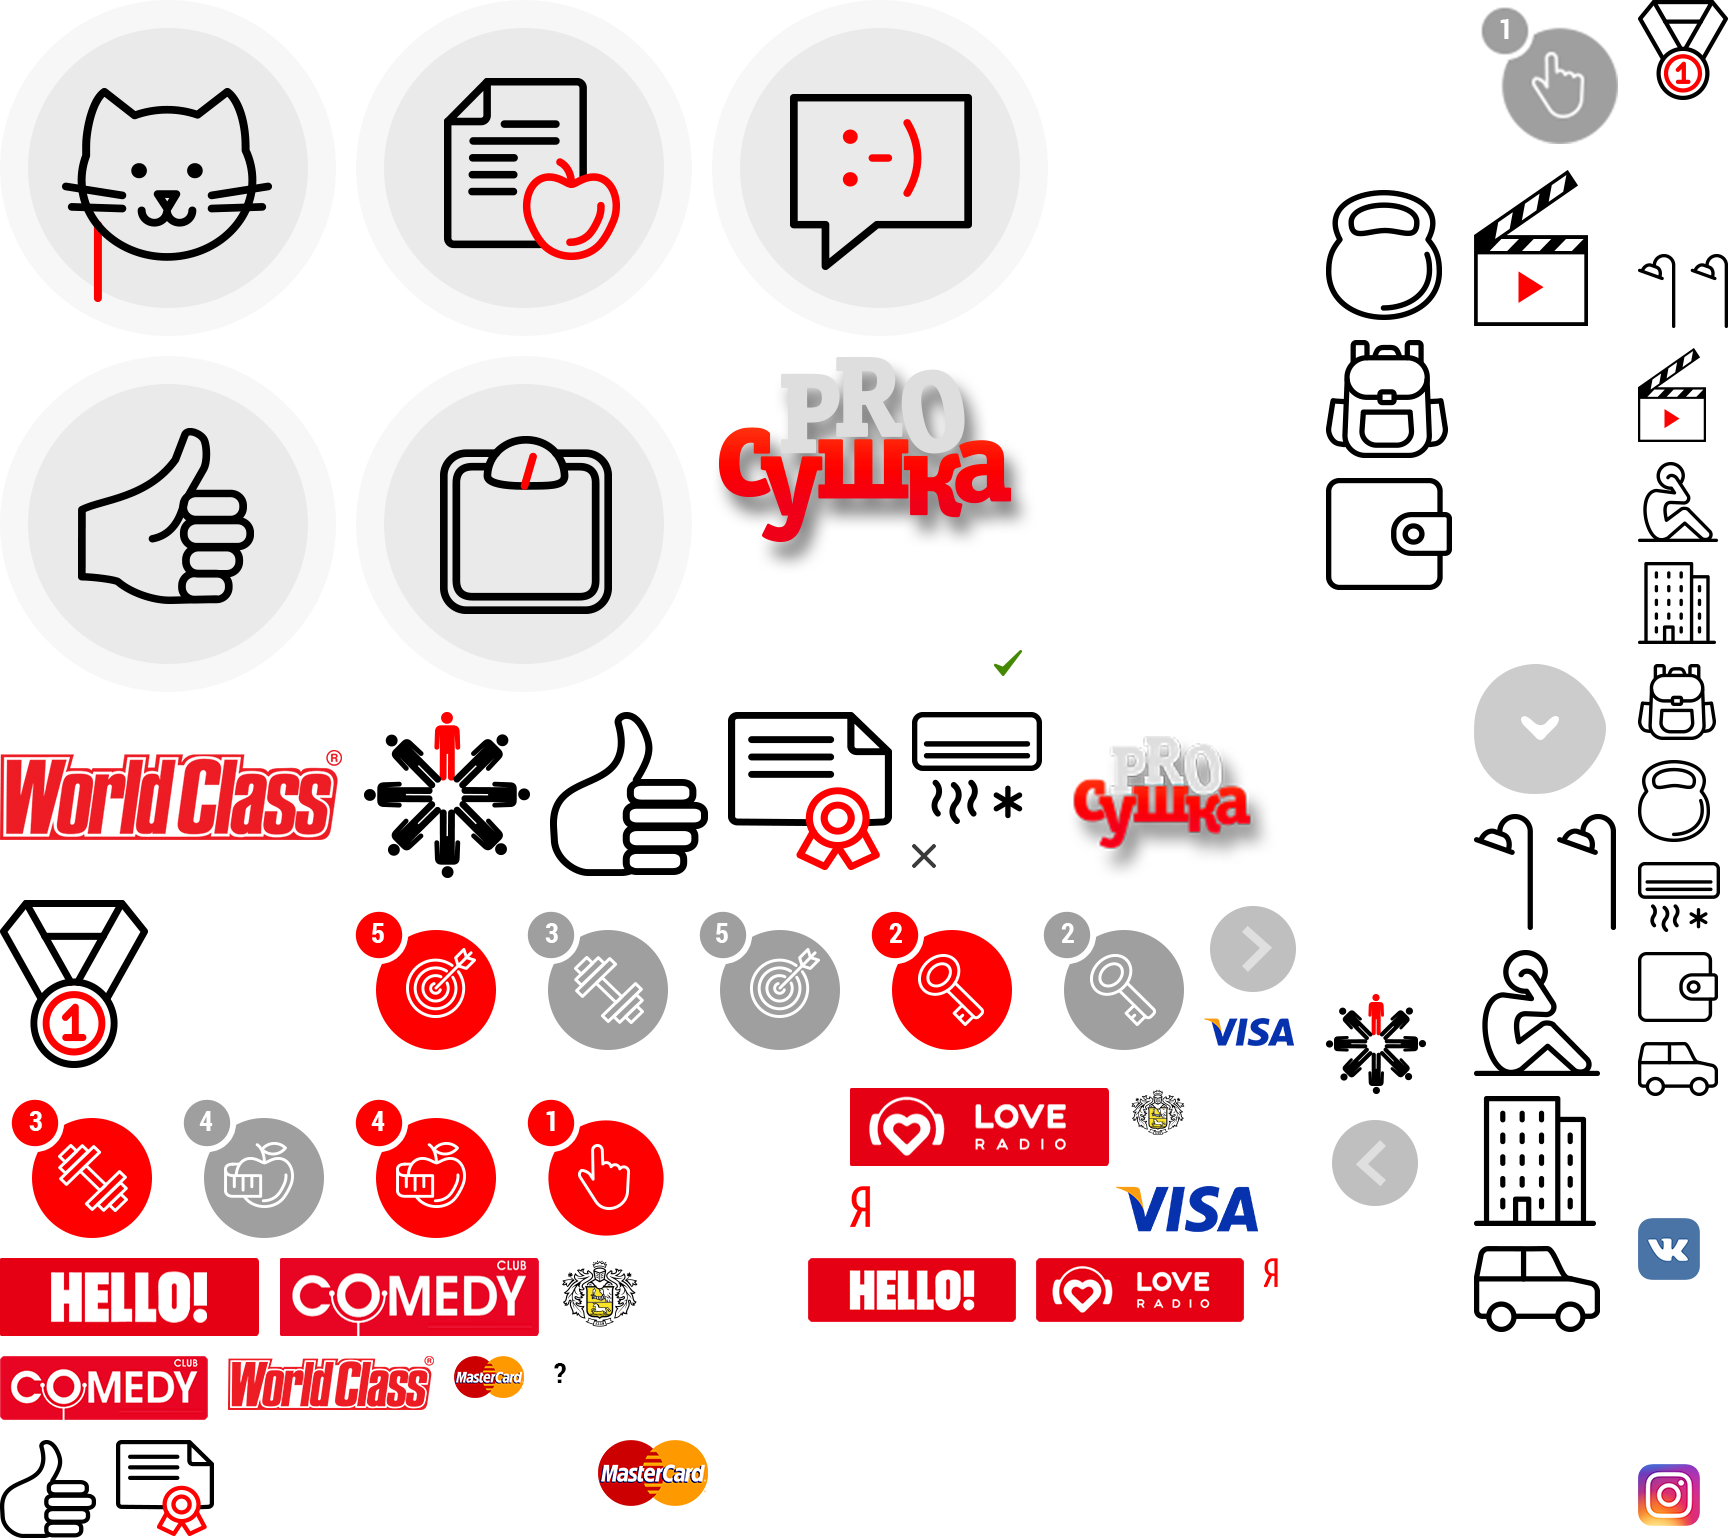 1
1
:-)
PRO
Сушка
World Class ®
PRO
Сушка
1
5
3
5
2
2
VISA
3
4
4
1
LOVE
RADIO
Я
VISA
HELLO!
COMEDY
CLUB
HELLO!
LOVE
RADIO
Я
COMEDY
CLUB
World Class ®
MasterCard
?
MasterCard